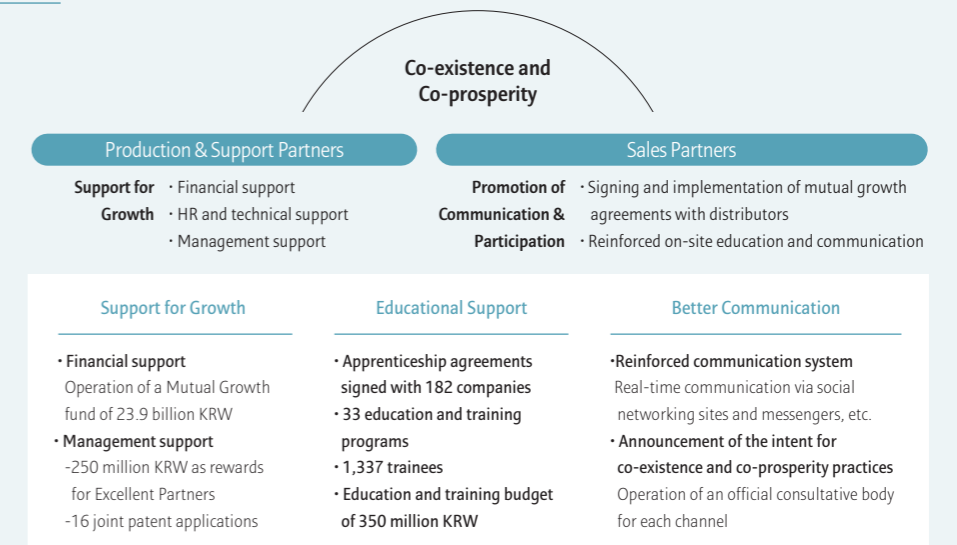 Co-existence and
Co-prosperity
Production & Support Partners
Support for
Growth
· Financial support
· HR and technical support
· Management support
Sales Partners
Promotion of
Communication &
Participation
· Signing and implementation of mutual growth
agreements with distributors
· Reinforced on-site education and communication
Support for Growth
· Financial support
Operation of a Mutual Growth
fund of 23.9 billion KRW
· Management support
-250 million KRW as rewards
for Excellent Partners
-16 joint patent applications
Educational Support
· Apprenticeship agreements
signed with 182 companies
· 33 education and training
programs
· 1,337 trainees
· Education and training budget
of 350 million KRW
Better Communication
·Reinforced communication system
Real-time communication via social
networking sites and messengers, etc.
· Announcement of the intent for
co-existence and co-prosperity practices
Operation of an official consultative body
for each channel